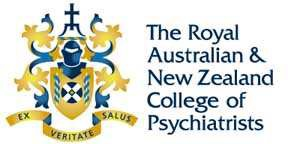 The Royal
Australian &
New Zealand
College of
Psychiatrists
EX
VERITATE
SALUS